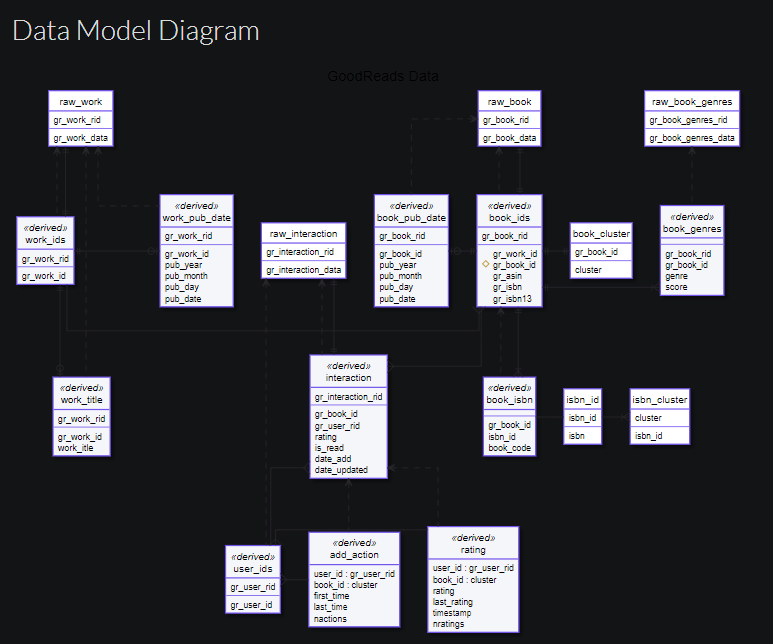 Data Model Diagram
GoodReads Data
raw_work
gr_work_rid
gr_work_data
raw_book
gr_book_rid
gr_book_data
raw_book_genres
gr_book_genres_rid
gr_book_genres_data
«derived»
work_ids
gr_work_rid
gr_work_id
«derived»
work_pub_date
gr_work_rid
gr_work_id
pub_year
pub_month
pub_day
pub_date
raw_interaction
gr_interaction_rid
gr_interaction_data
«derived»
book_pub_date
gr_book_rid
gr_book_id
pub_year
pub_month
pub_day
pub_date
«derived»
book_ids
gr_book_rid
gr_work_id
gr_book_id
gr_asin
gr_isbn
gr_isbn13
book_cluster
gr_book_id
cluster
«derived»
book_genres
gr_book_rid
gr_book_id
genre
score
«derived»
work_title
gr_work_rid
gr_work_id
work_itle
«derived»
interaction
gr_interaction_rid
gr_book_id
gr_user_rid
rating
is_read
date_add
date_updated
«derived»
book_isbn
gr_book_id
isbn_id
book_code
isbn_id
isbn_id
isbn
isbn_cluster
cluster
isbn_id
«derived»
user_ids
gr_user_rid
gr_user_id
«derived»
add_action
user_id : gr_user_rid
book_id : cluster
first_time
last_time
nactions
«derived»
rating
user_id : gr_user_rid
book_id : cluster
rating
last_rating
timestamp
nratings